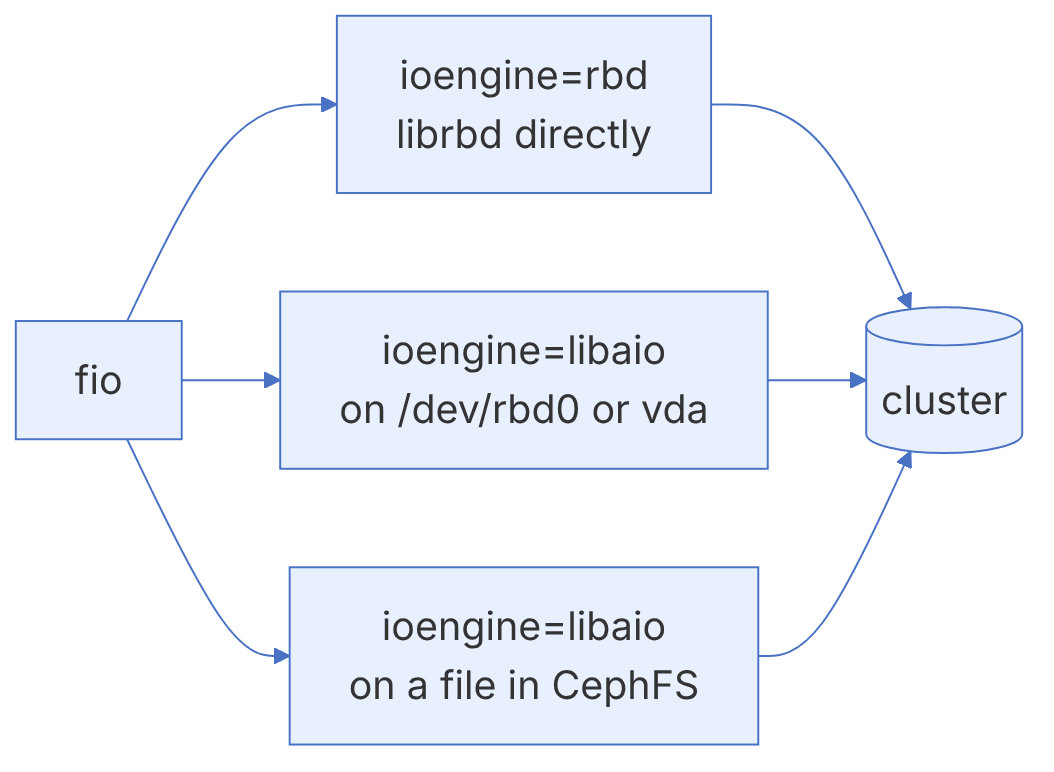 ioengine=rbd
librbd directly
fio
ioengine=libaio
on /dev/rbd0 or vda
cluster
ioengine=libaio
on a file in CephFS